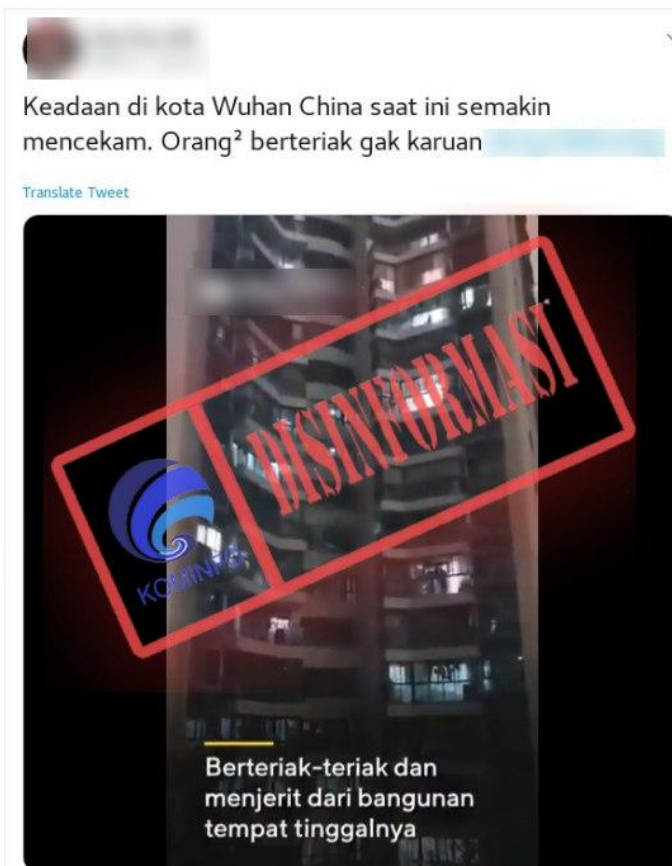 Keadaan di kota Wuhan China saat ini semakin
mencekam. Orang² berteriak gak karuan
Translate Tweet
DISINFORMASI
KOMINFO
Berteriak-teriak dan
menjerit dari bangunan
tempat tinggalnya